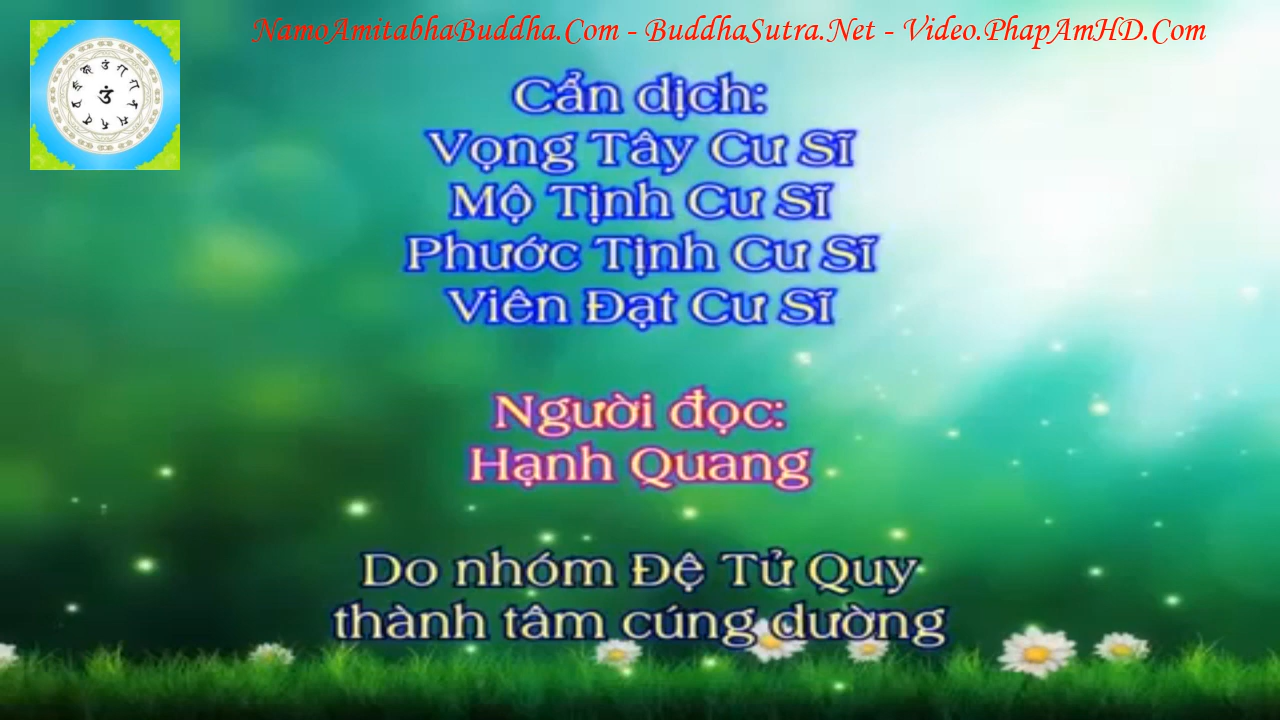 NamoAmitabhaBuddha.Com - BuddhaSutra.Net - Video.PhapAmHD.Com
Cẩn dịch:
Vọng Tây Cư Sĩ
Mộ Tịnh Cư Sĩ
Phước Tịnh Cư Sĩ
Viên Đạt Cư Sĩ
Người đọc:
Hạnh Quang
Do nhóm Đệ Tử Quy
thành tâm cúng dường